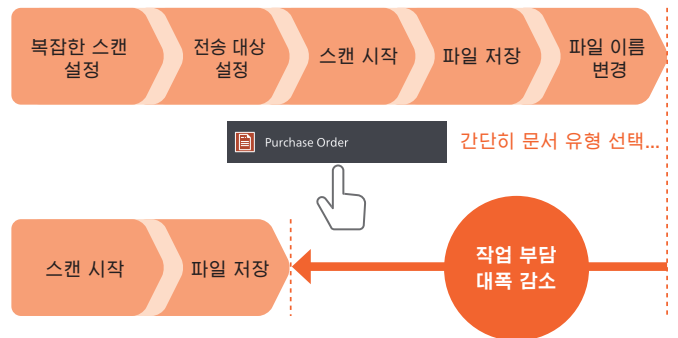 복잡한 스캔
설정
전송 대상
설정
스캔 시작
파일 저장
파일 이름
변경
Purchase Order
간단히 문서 유형 선택...
스캔 시작
파일 저장
작업 부담
대폭 감소